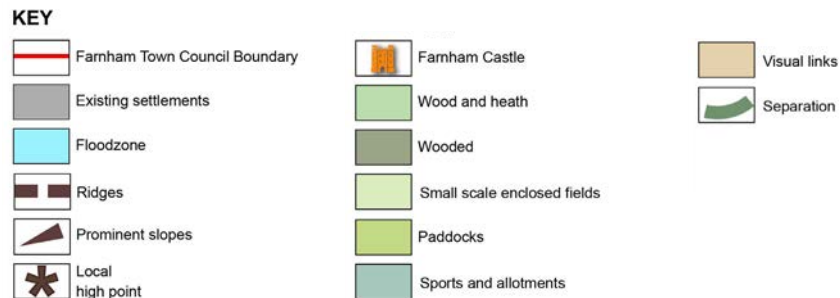 KEY
Farnham Town Council Boundary
Existing settlements
Floodzone
Ridges
Prominent slopes
Local
high point
Farnham Castle
Wood and heath
Wooded
Small scale enclosed fields
Paddocks
Sports and allotments
Visual links
Separation